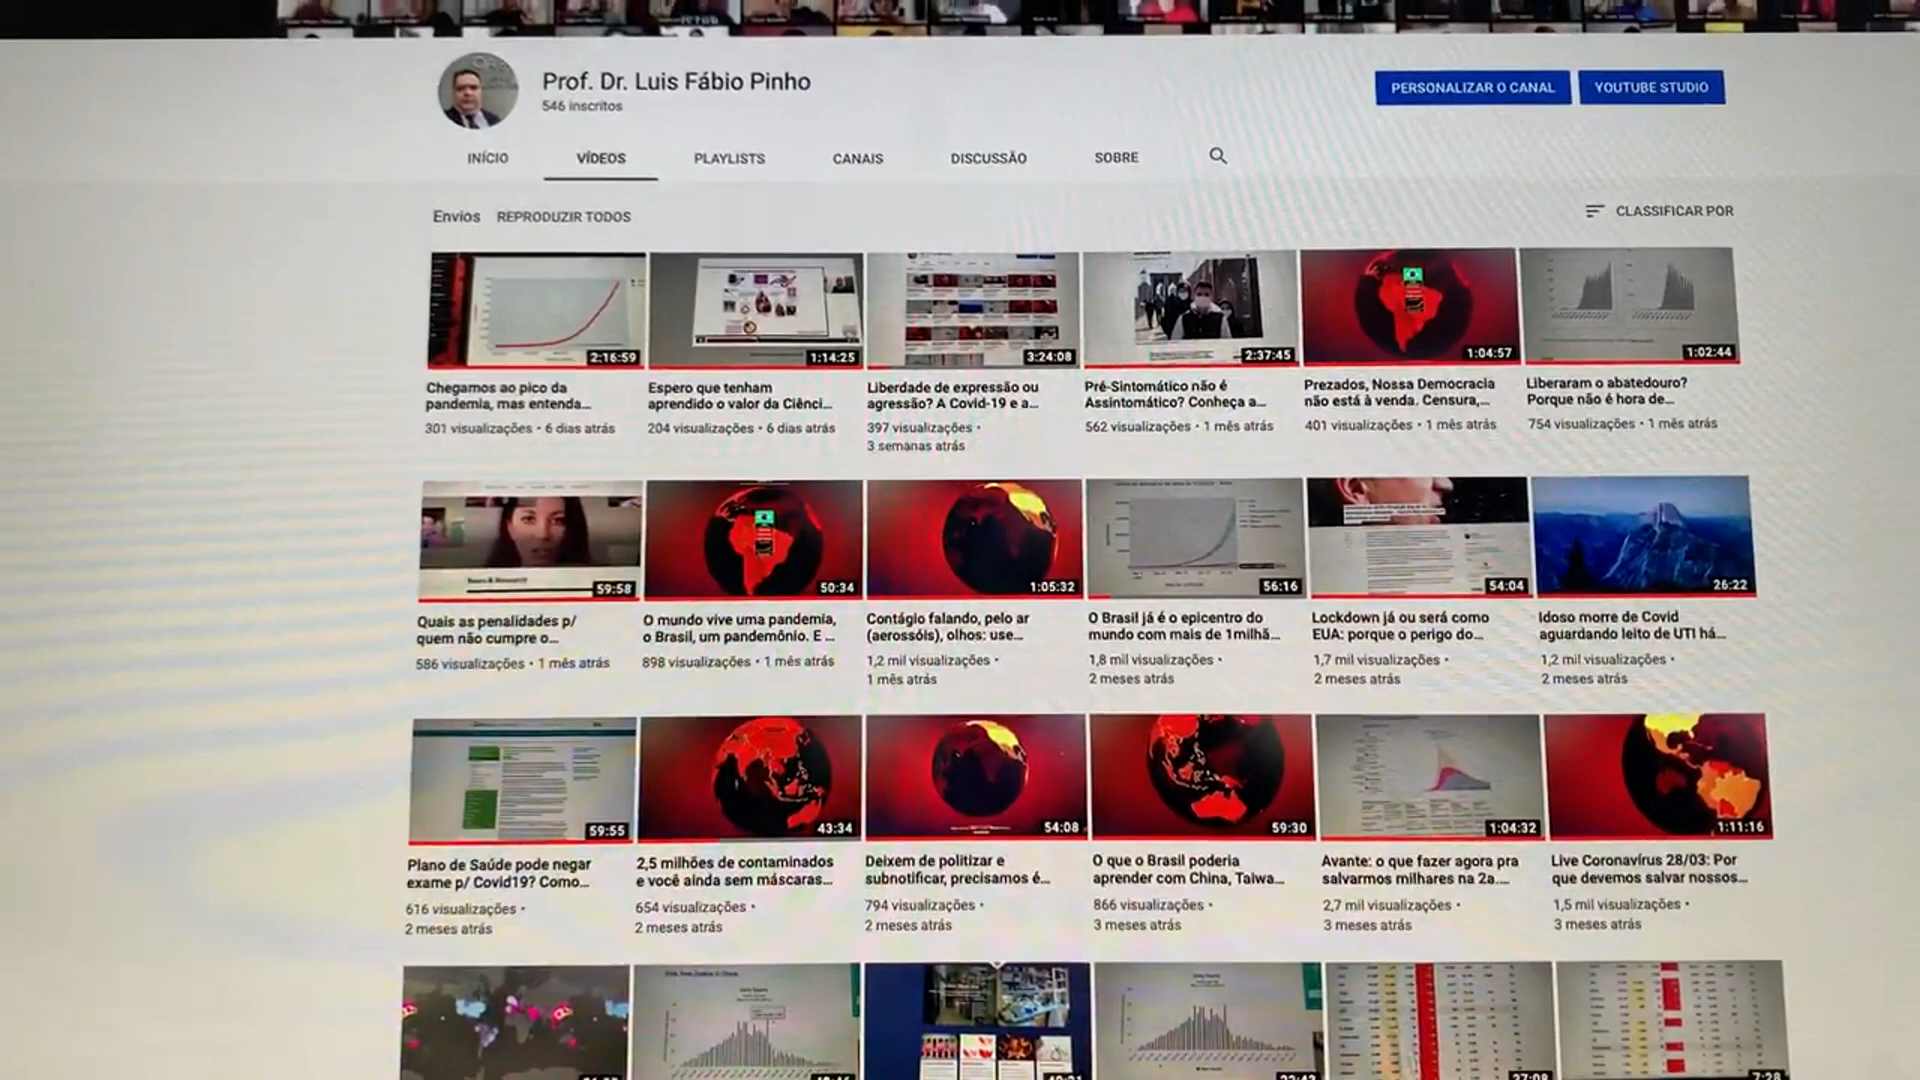 Prof. Dr. Luis Fábio Pinho
546 inscritos
PERSONALIZAR O CANAL
YOUTUBE STUDIO
INÍCIO
VÍDEOS
PLAYLISTS
CANAIS
DISCUSSÃO
SOBRE
Envios
REPRODUZIR TODOS
CLASSIFICAR POR
2:16:59
1:14:25
3:24:08
2:37:45
1:04:57
1:02:44
Chegamos ao pico da
pandemia, mas entenda...
301 visualizações • 6 dias atrás
Espero que tenham
aprendido o valor da Ciênci...
204 visualizações • 6 dias atrás
Liberdade de expressão ou
agressão? A Covid-19 e a...
397 visualizações •
3 semanas atrás
Pré-Sintomático não é
Assintomático? Conheça a...
562 visualizações • 1 mês atrás
Prezados, Nossa Democracia
não está à venda. Censura,...
401 visualizações • 1 mês atrás
Liberaram o abatedouro?
Porque não é hora de...
754 visualizações • 1 mês atrás
59:58
50:34
1:05:32
56:16
54:04
26:22
Quais as penalidades p/
quem não cumpre o...
586 visualizações • 1 mês atrás
O mundo vive uma pandemia,
o Brasil, um pandemônio. E ...
898 visualizações • 1 mês atrás
Contágio falando, pelo ar
(aerossóis), olhos: use...
1,2 mil visualizações •
1 mês atrás
O Brasil já é o epicentro do
mundo com mais de 1milhã...
1,8 mil visualizações •
2 meses atrás
Lockdown já ou será como
EUA: porque o perigo do...
1,7 mil visualizações •
2 meses atrás
Idoso morre de Covid
aguardando leito de UTI há...
1,2 mil visualizações •
2 meses atrás
59:55
43:34
54:08
59:30
1:04:32
1:11:16
Plano de Saúde pode negar
exame p/ Covid19? Como...
616 visualizações •
2 meses atrás
2,5 milhões de contaminados
e você ainda sem máscaras...
654 visualizações •
2 meses atrás
Deixem de politizar e
subnotificar, precisamos é...
794 visualizações •
2 meses atrás
O que o Brasil poderia
aprender com China, Taiwa...
866 visualizações •
3 meses atrás
Avante: o que fazer agora pra
salvarmos milhares na 2a....
2,7 mil visualizações •
3 meses atrás
Live Coronavírus 28/03: Por
que devemos salvar nossos...
1,5 mil visualizações •
3 meses atrás